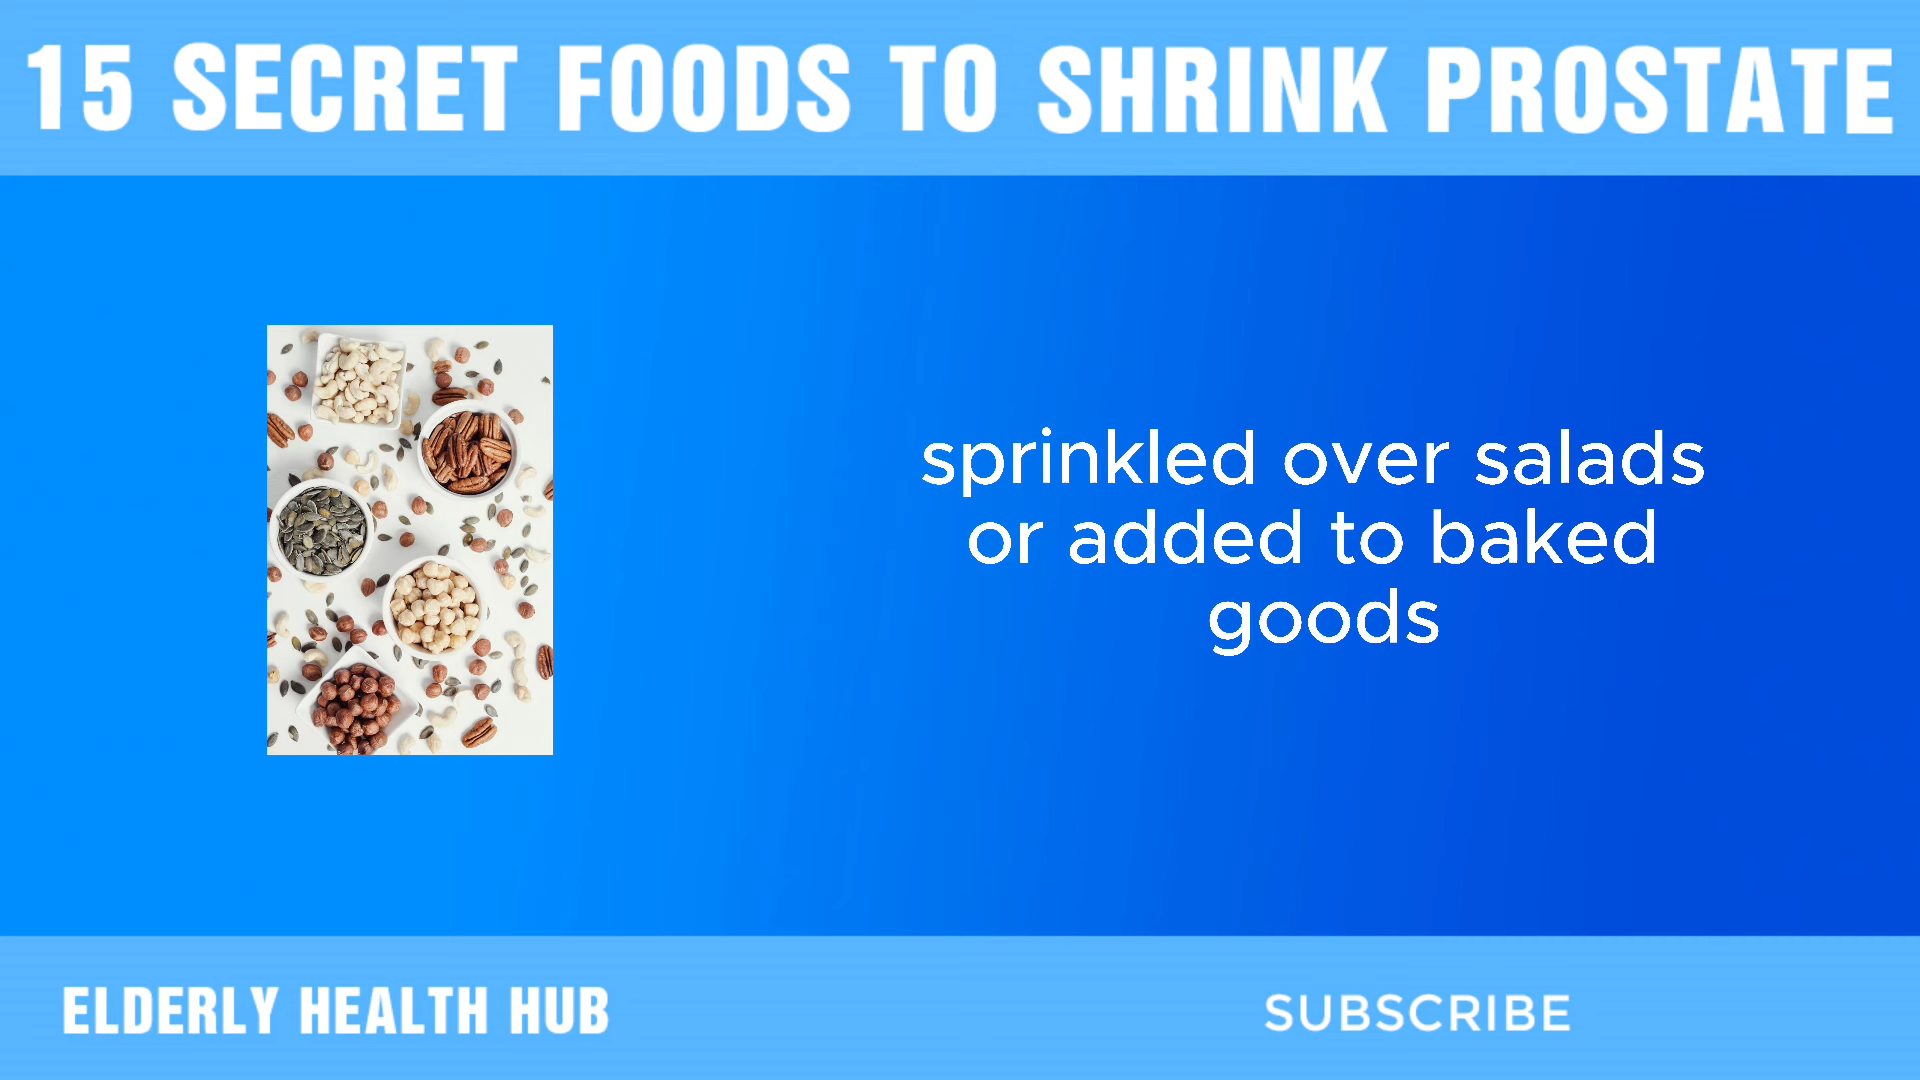 15 SECRET FOODS TO SHRINK PROSTATE
sprinkled over salads
or added to baked
goods
ELDERLY HEALTH HUB
SUBSCRIBE